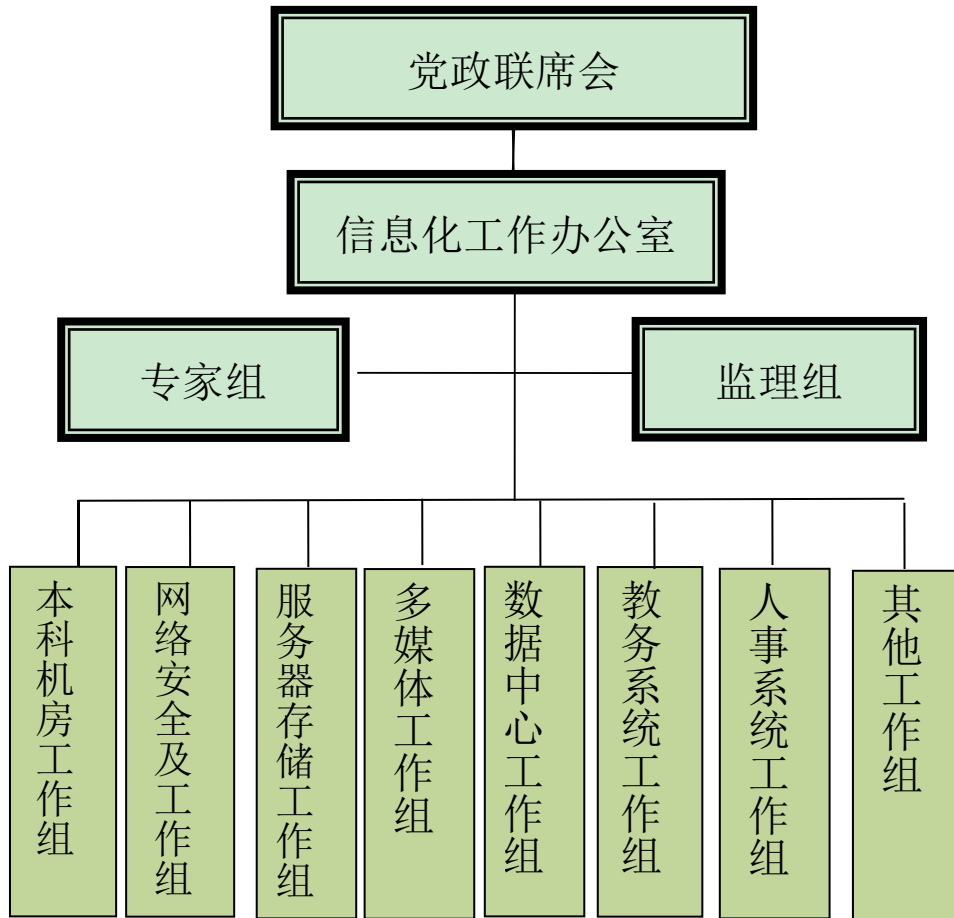 党政联席会
信息化工作办公室
专家组
监理组
本科机房工作组
网络安全及工作组
服务器存储工作组
多媒体工作组
数据中心工作组
教务系统工作组
人事系统工作组
其他工作组